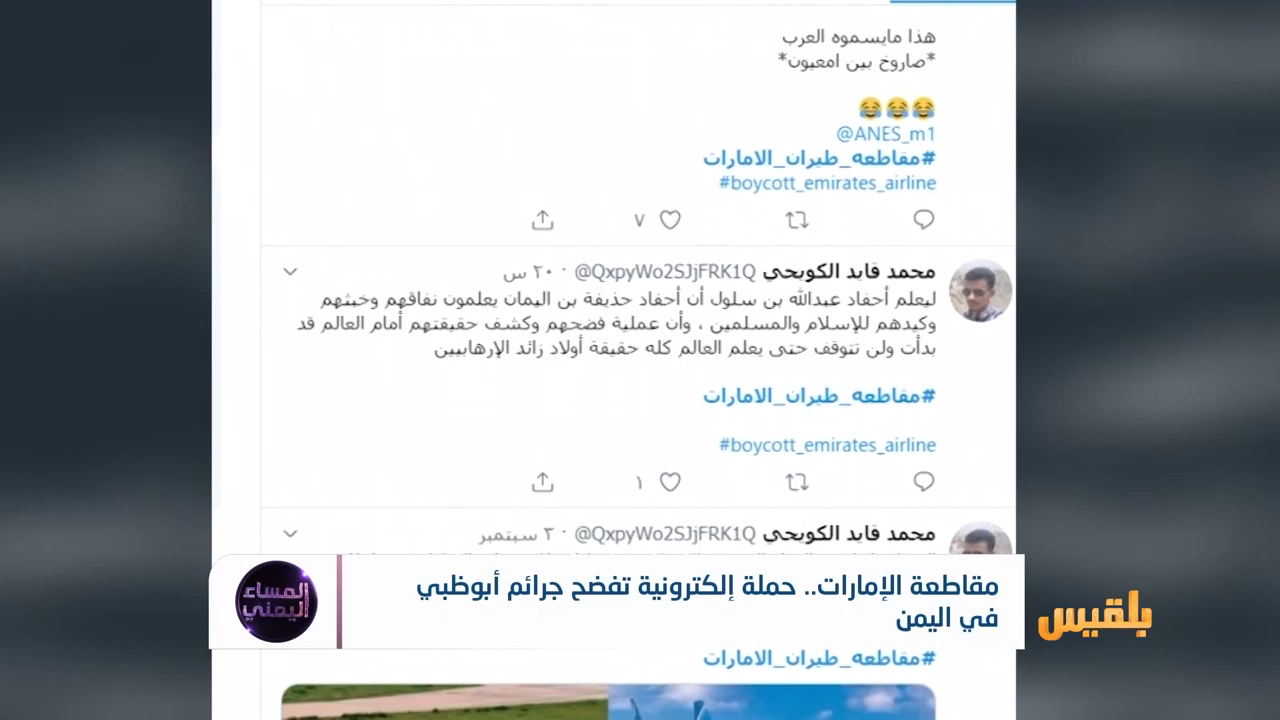 هذا مايسموه العرب
*صاروخ بين امعيون*
😂😂😂
@ANES_m1
#مقاطعه_طيران_الامارات
#boycott_emirates_airline
٧
محمد قايد الكوبحي @QxpyWo2SJjFRK1Q · ٢٠ س
ليعلم أحفاد عبدالله بن سلول أن أحفاد حذيفة بن اليمان يعلمون نفاقهم وخبثهم
وكيدهم للإسلام والمسلمين ، وأن عملية فضحهم وكشف حقيقتهم أمام العالم قد
بدأت ولن تتوقف حتى يعلم العالم كله حقيقة أولاد زائد الإرهابيين
#مقاطعه_طيران_الامارات
#boycott_emirates_airline
١
محمد قايد الكوبحي @QxpyWo2SJjFRK1Q · ٣ سبتمبر
مقاطعة الإمارات.. حملة إلكترونية تفضح جرائم أبوظبي
في اليمن
المساء
اليمني
بلقيس
#مقاطعه_طيران_الامارات